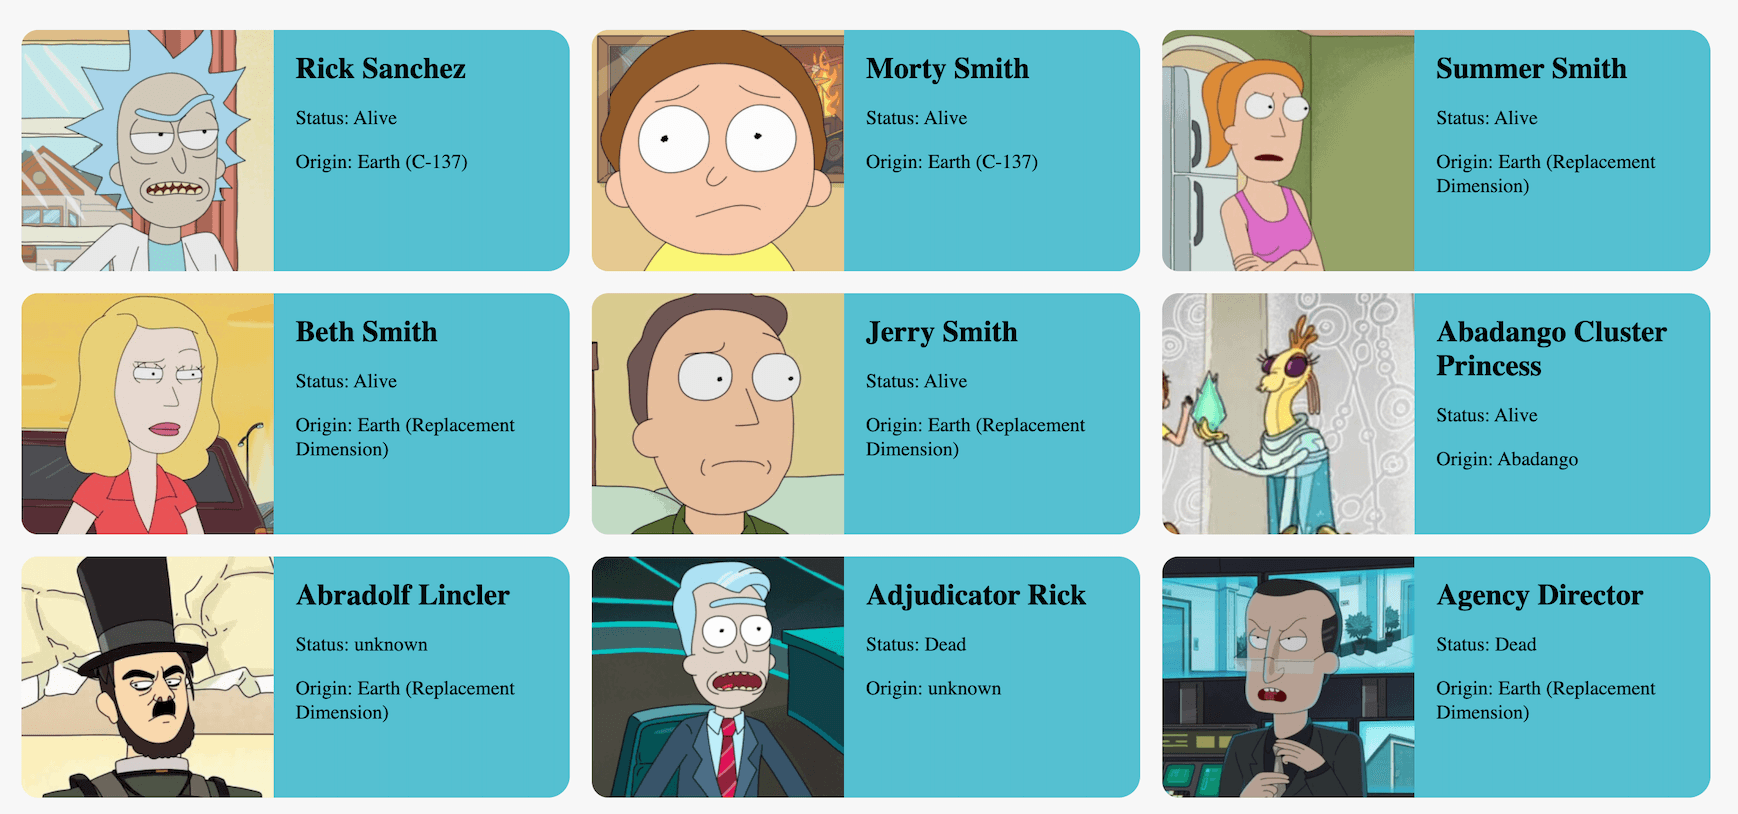 Rick Sanchez
Status: Alive
Origin: Earth (C-137)
Morty Smith
Status: Alive
Origin: Earth (C-137)
Summer Smith
Status: Alive
Origin: Earth (Replacement
Dimension)
Beth Smith
Status: Alive
Origin: Earth (Replacement
Dimension)
Jerry Smith
Status: Alive
Origin: Earth (Replacement
Dimension)
Abadango Cluster
Princess
Status: Alive
Origin: Abadango
Abradolf Lincler
Status: unknown
Origin: Earth (Replacement
Dimension)
Adjudicator Rick
Status: Dead
Origin: unknown
Agency Director
Status: Dead
Origin: Earth (Replacement
Dimension)